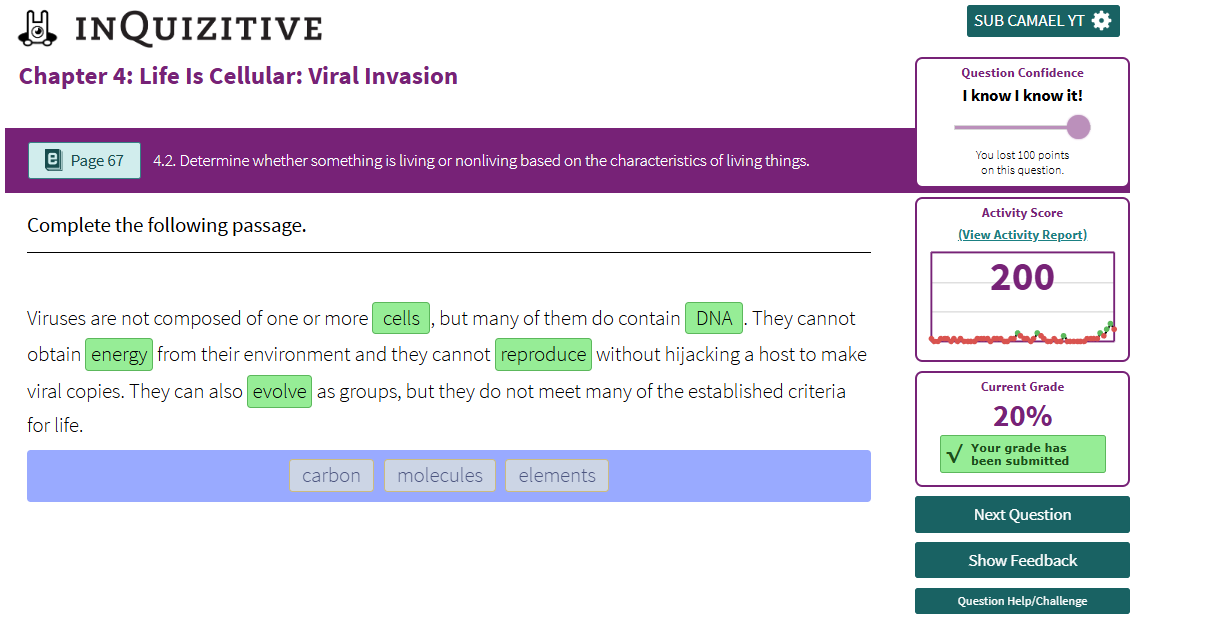 INQUIZITIVE
SUB CAMAEL YT
Chapter 4: Life Is Cellular: Viral Invasion
Question Confidence
I know I know it!
You lost 100 points
on this question.
Page 67
4.2. Determine whether something is living or nonliving based on the characteristics of living things.
Complete the following passage.
Viruses are not composed of one or more cells, but many of them do contain DNA. They cannot
obtain energy from their environment and they cannot reproduce without hijacking a host to make
viral copies. They can also evolve as groups, but they do not meet many of the established criteria
for life.
carbon molecules elements
Activity Score
(View Activity Report)
200
Current Grade
20%
√ Your grade has
been submitted
Next Question
Show Feedback
Question Help/Challenge